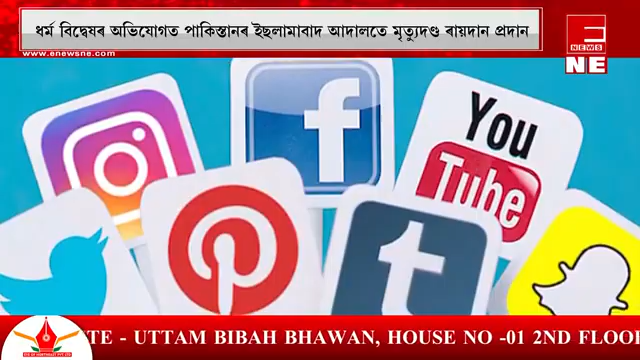 ধৰ্ম বিদ্বেষৰ অভিযোগত পাকিস্তানৰ ইছলামাবাদ আদালতে মৃত্যুদণ্ড ৰায়দান প্ৰদান
www.enewsne.com
NEWS
NE
You
Tube
TE - UTTAM BIBAH BHAWAN, HOUSE NO -01 2ND FLOOR